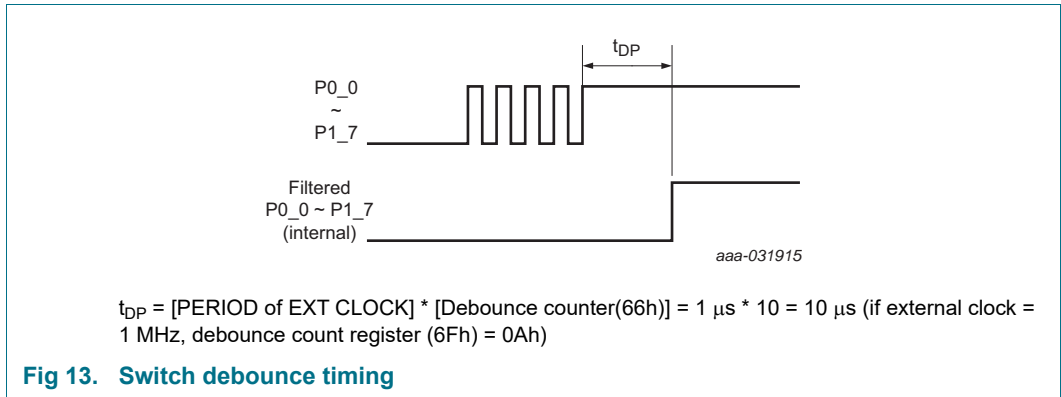 tDP
P0_0
~
P1_7
Filtered
P0_0 ~ P1_7
(internal)
aaa-031915
tDP = [PERIOD of EXT CLOCK] * [Debounce counter(66h)] = 1 μs * 10 = 10 μs (if external clock =
1 MHz, debounce count register (6Fh) = 0Ah)
Fig 13. Switch debounce timing